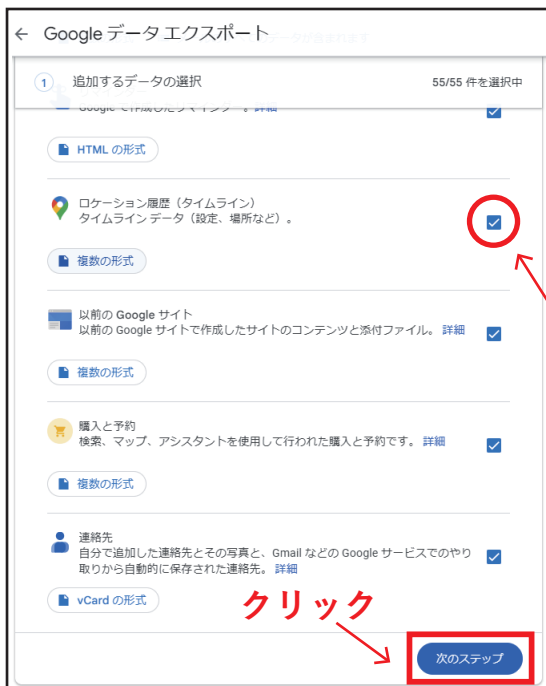 ← Google データ エクスポート
1 追加するデータの選択
55/55 件を選択中
HTML の形式
ロケーション履歴（タイムライン）
タイムライン データ（設定、場所など）。
複数の形式
以前の Google サイト
以前の Google サイトで作成したサイトのコンテンツと添付ファイル。 詳細
複数の形式
購入と予約
検索、マップ、アシスタントを使用して行われた購入と予約です。 詳細
複数の形式
連絡先
自分で追加した連絡先とその写真と、Gmail などの Google サービスでのやり
取りから自動的に保存された連絡先。 詳細
vCard の形式
クリック
次のステップ